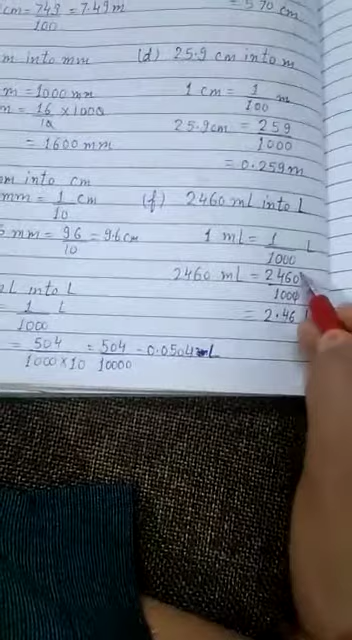 cm = 749/100 = 7.49 m
= 5.70 cm
m into mm
m = 1000 mm
m = 16/10 × 1000
= 1600 mm
(d) 25.9 cm into m
1 cm = 1/100 m
25.9 cm = 259/1000
= 0.259 m
m into cm
mm = 1/10 cm
mm = 96/10 = 9.6 cm
(f) 2460 mL into L
1 mL = 1/1000 L
2460 mL = 2460/1000
= 2.46
L into L
= 1/1000 L
= 504/1000×10 = 504/10000 = 0.0504 L